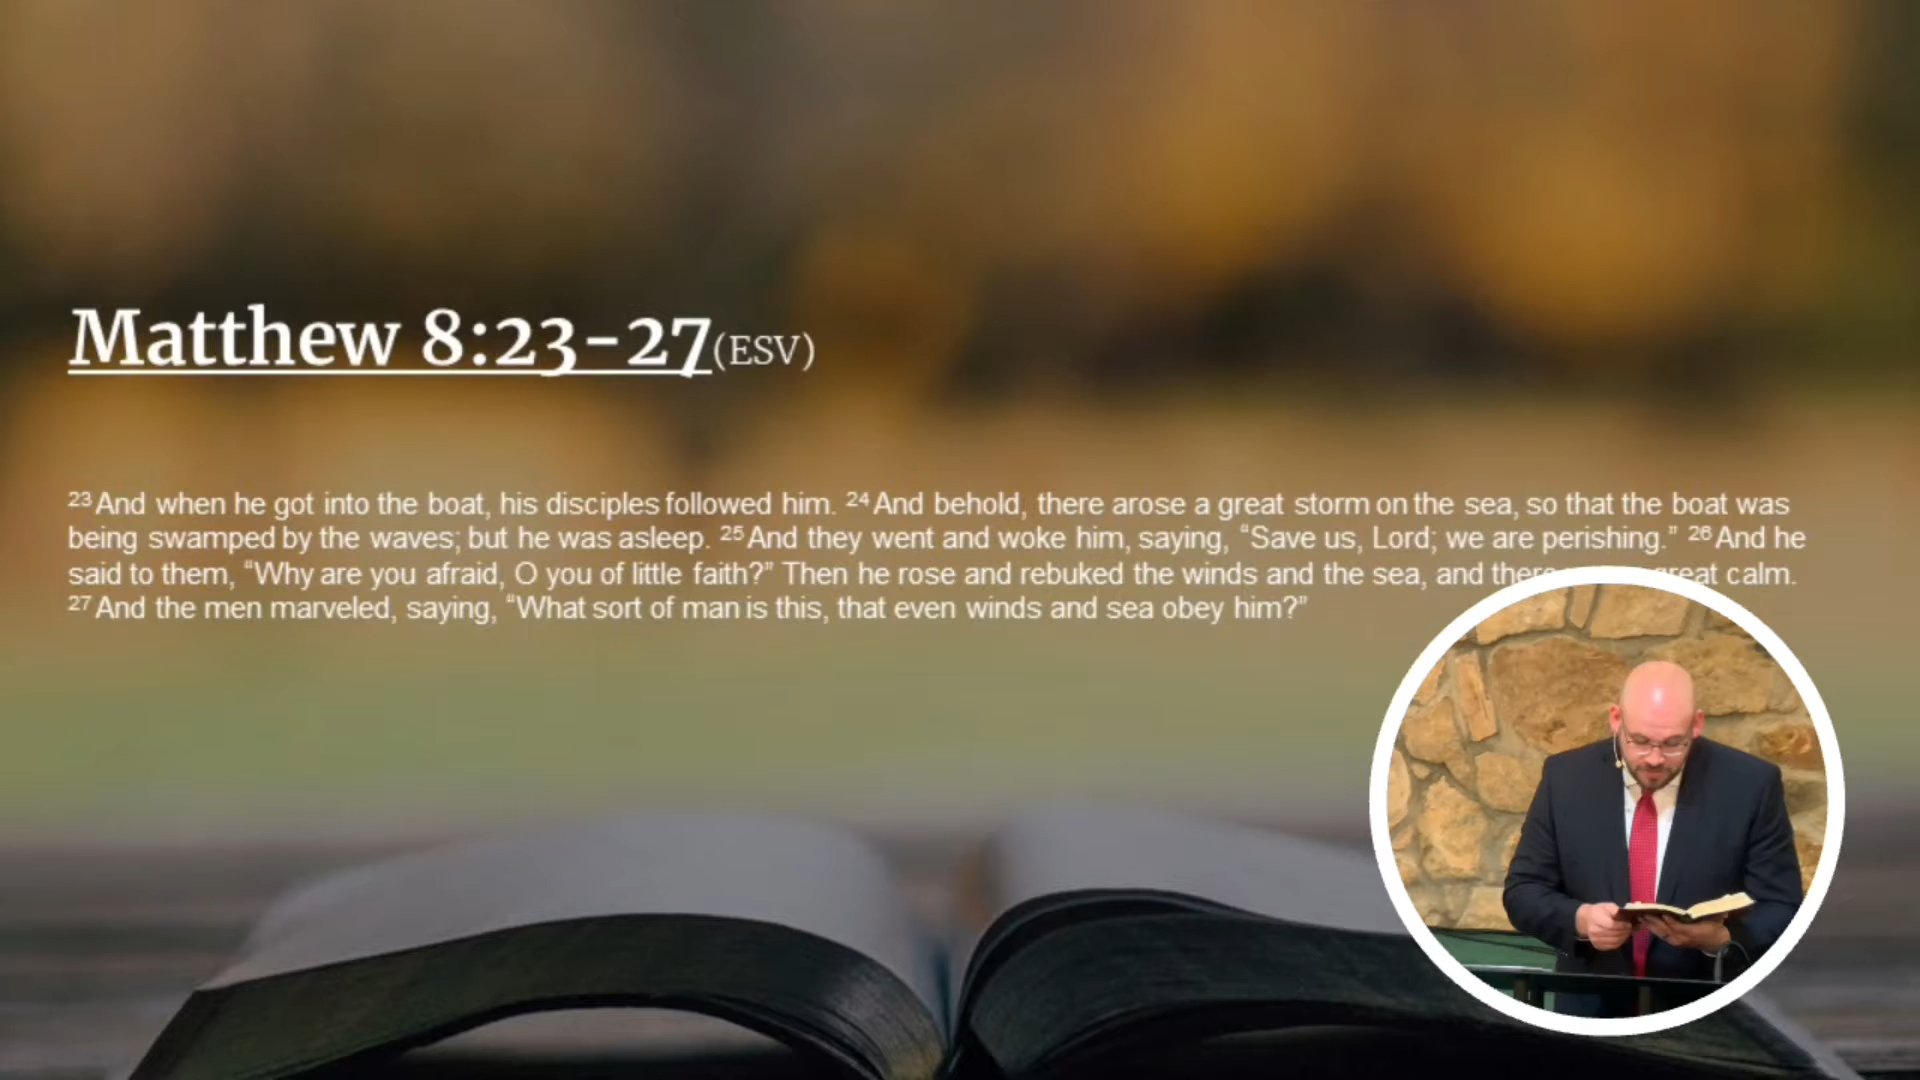 Matthew 8:23-27(ESV)
23 And when he got into the boat, his disciples followed him. 24 And behold, there arose a great storm on the sea, so that the boat was
being swamped by the waves; but he was asleep. 25 And they went and woke him, saying, “Save us, Lord; we are perishing.” 26 And he
said to them, “Why are you afraid, O you of little faith?” Then he rose and rebuked the winds and the sea, and there great calm.
27 And the men marveled, saying, “What sort of man is this, that even winds and sea obey him?”